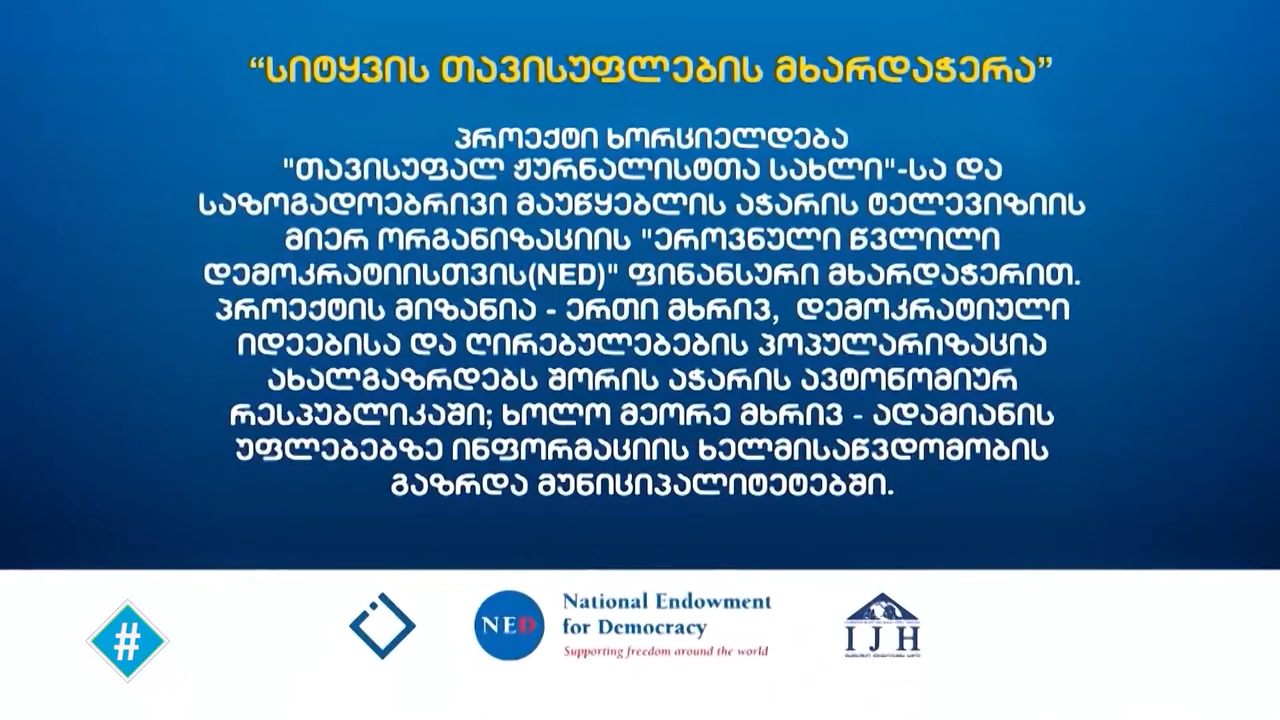 “სიტყვის თავისუფლების მხარდაჭერა”
პროექტი ხორციელდება
"თავისუფალ ჟურნალისტთა სახლი"-სა და
საზოგადოებრივი მაუწყებლის აჭარის ტელევიზიის
მიერ ორგანიზაციის "ეროვნული წვლილი
დემოკრატიისთვის(NED)" ფინანსური მხარდაჭერით.
პროექტის მიზანია - ერთი მხრივ, დემოკრატიული
იდეებისა და ღირებულებების პოპულარიზაცია
ახალგაზრდებს შორის აჭარის ავტონომიურ
რესპუბლიკაში; ხოლო მეორე მხრივ - ადამიანის
უფლებებზე ინფორმაციის ხელმისაწვდომობის
გაზრდა მუნიციპალიტეტებში.
#
NED
National Endowment
for Democracy
Supporting freedom around the world
IJH